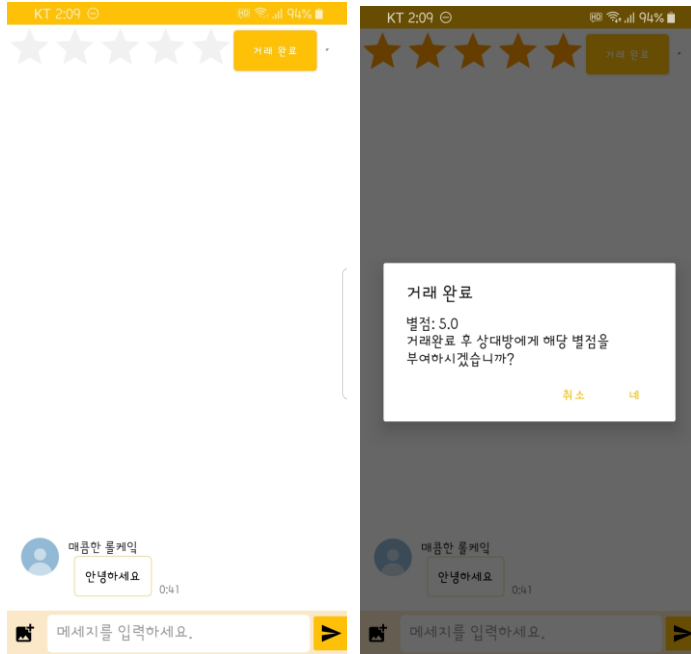 KT 2:09
94%
거래 완료
매콤한 롤케잌
안녕하세요
0:41
메세지를 입력하세요.
KT 2:09
94%
거래 완료
거래 완료
별점: 5.0
거래완료 후 상대방에게 해당 별점을
부여하시겠습니까?
취소 네
매콤한 롤케잌
안녕하세요
0:41
메세지를 입력하세요.